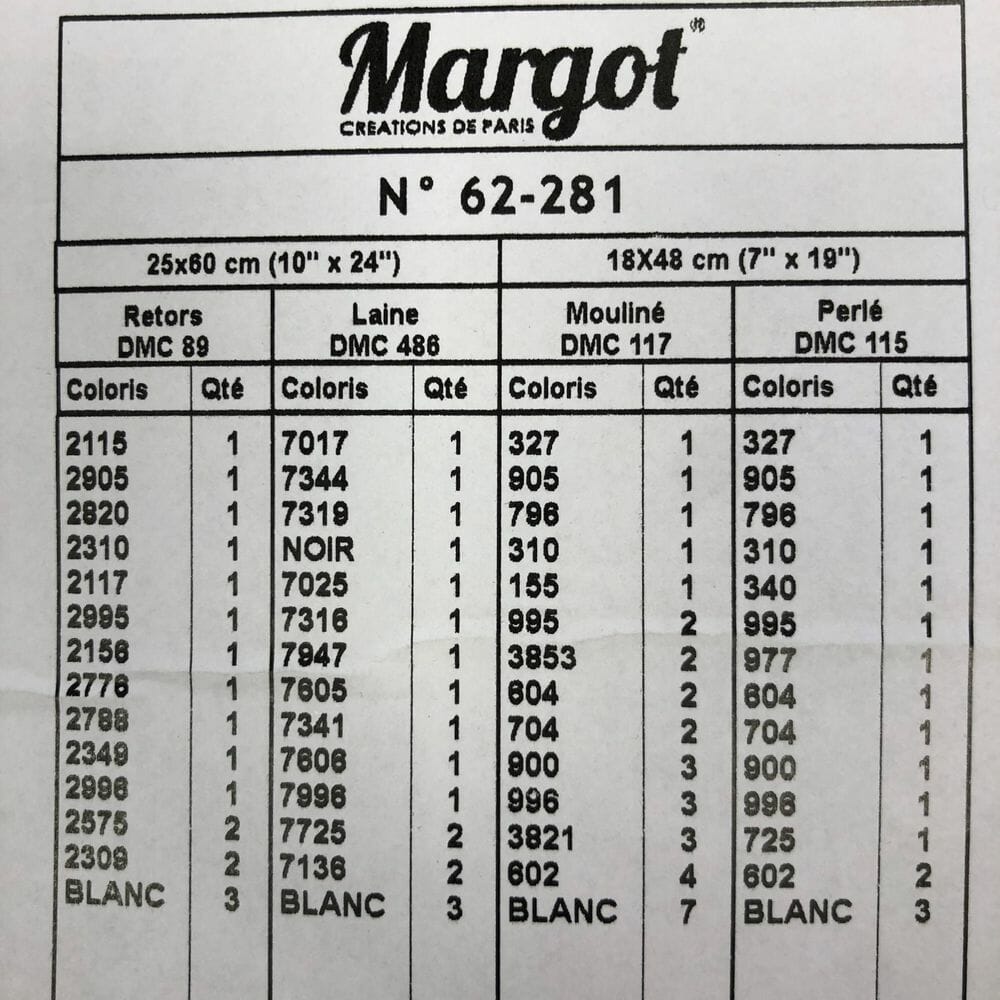 Margot®
CREATIONS DE PARIS
N° 62-281
25x60 cm (10" x 24") 18X48 cm (7" x 19")
Retors Laine Mouliné Perlé
DMC 89 DMC 486 DMC 117 DMC 115
Coloris Qté Coloris Qté Coloris Qté Coloris Qté
2115 1 7017 1 327 1 327 1
2905 1 7344 1 905 1 905 1
2820 1 7319 1 796 1 796 1
2310 1 NOIR 1 310 1 310 1
2117 1 7025 1 155 1 340 1
2995 1 7316 1 995 2 995 1
2156 1 7947 1 3853 2 977 1
2776 1 7605 1 604 2 604 1
2788 1 7341 1 704 2 704 1
2349 1 7606 1 900 3 900 1
2996 1 7996 1 996 3 996 1
2575 2 7725 2 3821 3 725 1
2309 2 7136 2 602 4 602 2
BLANC 3 BLANC 3 BLANC 7 BLANC 3